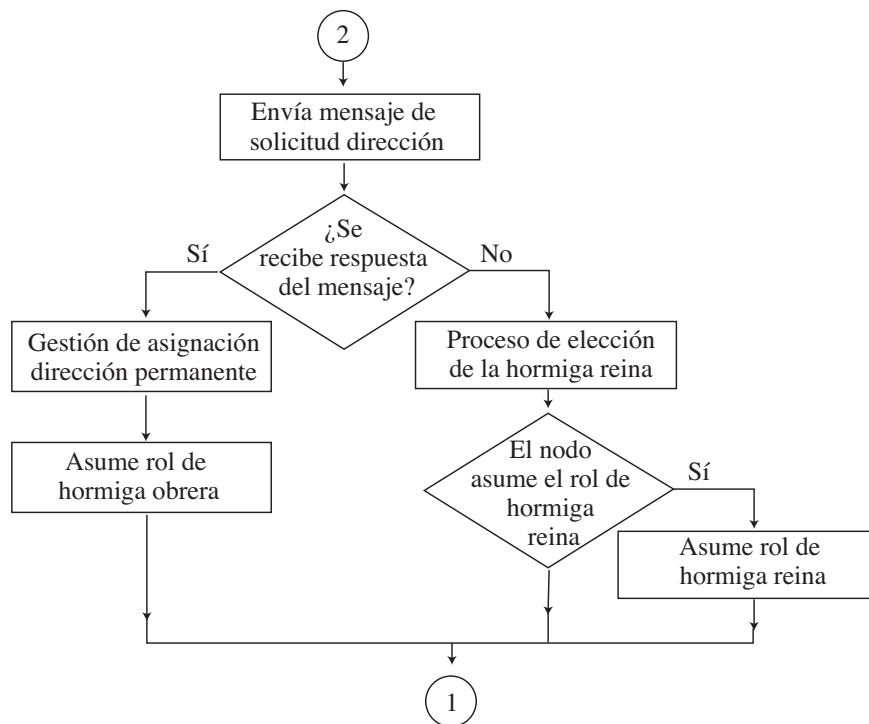 2
Envía mensaje de
solicitud dirección
¿Se
recibe respuesta
del mensaje?
Sí
No
Gestión de asignación
dirección permanente
Proceso de elección
de la hormiga reina
Asume rol de
hormiga obrera
El nodo
asume el rol de
hormiga
reina
Sí
Asume rol de
hormiga reina
1